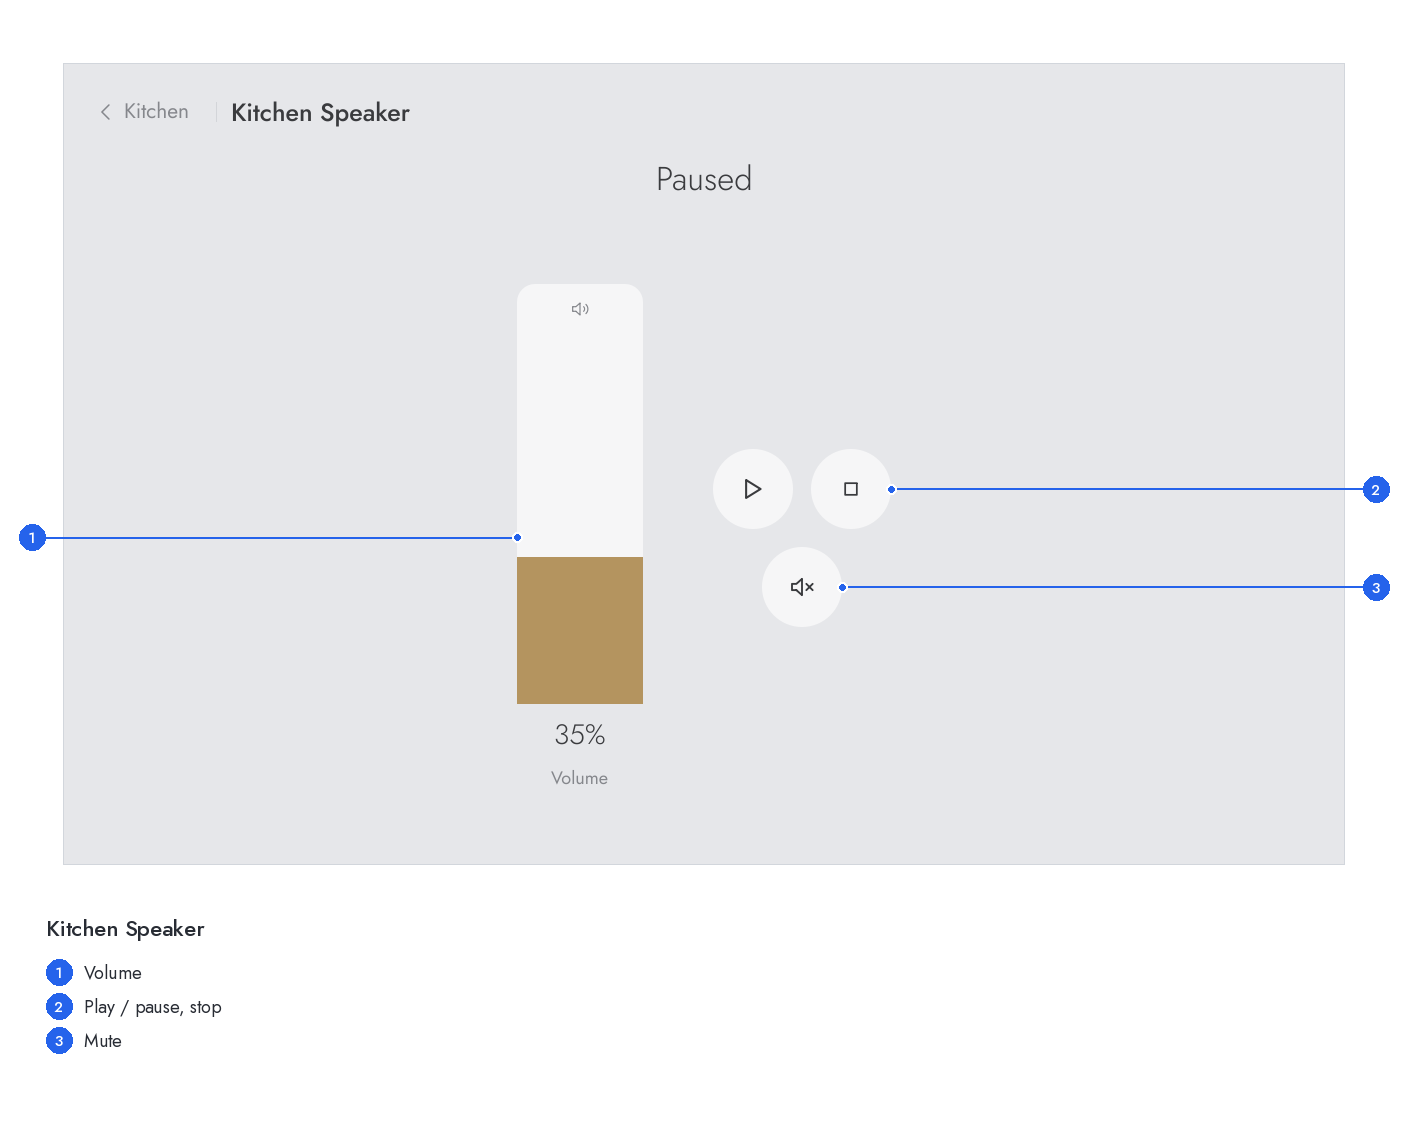 Kitchen
Kitchen Speaker
Paused
2
1
3
35%
Volume
Kitchen Speaker
1 Volume
2 Play / pause, stop
3 Mute